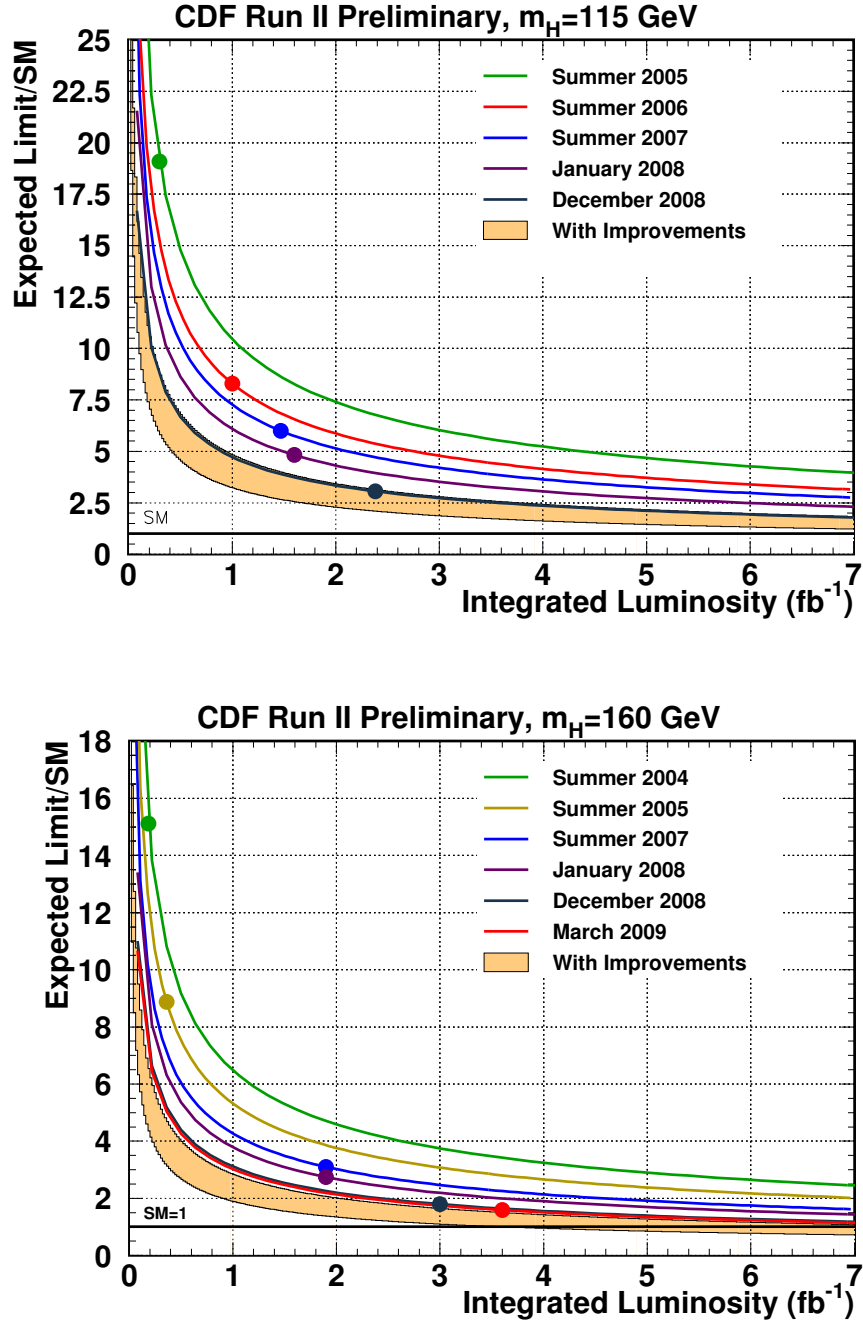 CDF Run II Preliminary, m_H=115 GeV
Expected Limit/SM
25
22.5
20
17.5
15
12.5
10
7.5
5
2.5
0
Summer 2005
Summer 2006
Summer 2007
January 2008
December 2008
With Improvements
SM
0 1 2 3 4 5 6 7
Integrated Luminosity (fb⁻¹)
CDF Run II Preliminary, m_H=160 GeV
Expected Limit/SM
18
16
14
12
10
8
6
4
2
0
Summer 2004
Summer 2005
Summer 2007
January 2008
December 2008
March 2009
With Improvements
SM=1
0 1 2 3 4 5 6 7
Integrated Luminosity (fb⁻¹)